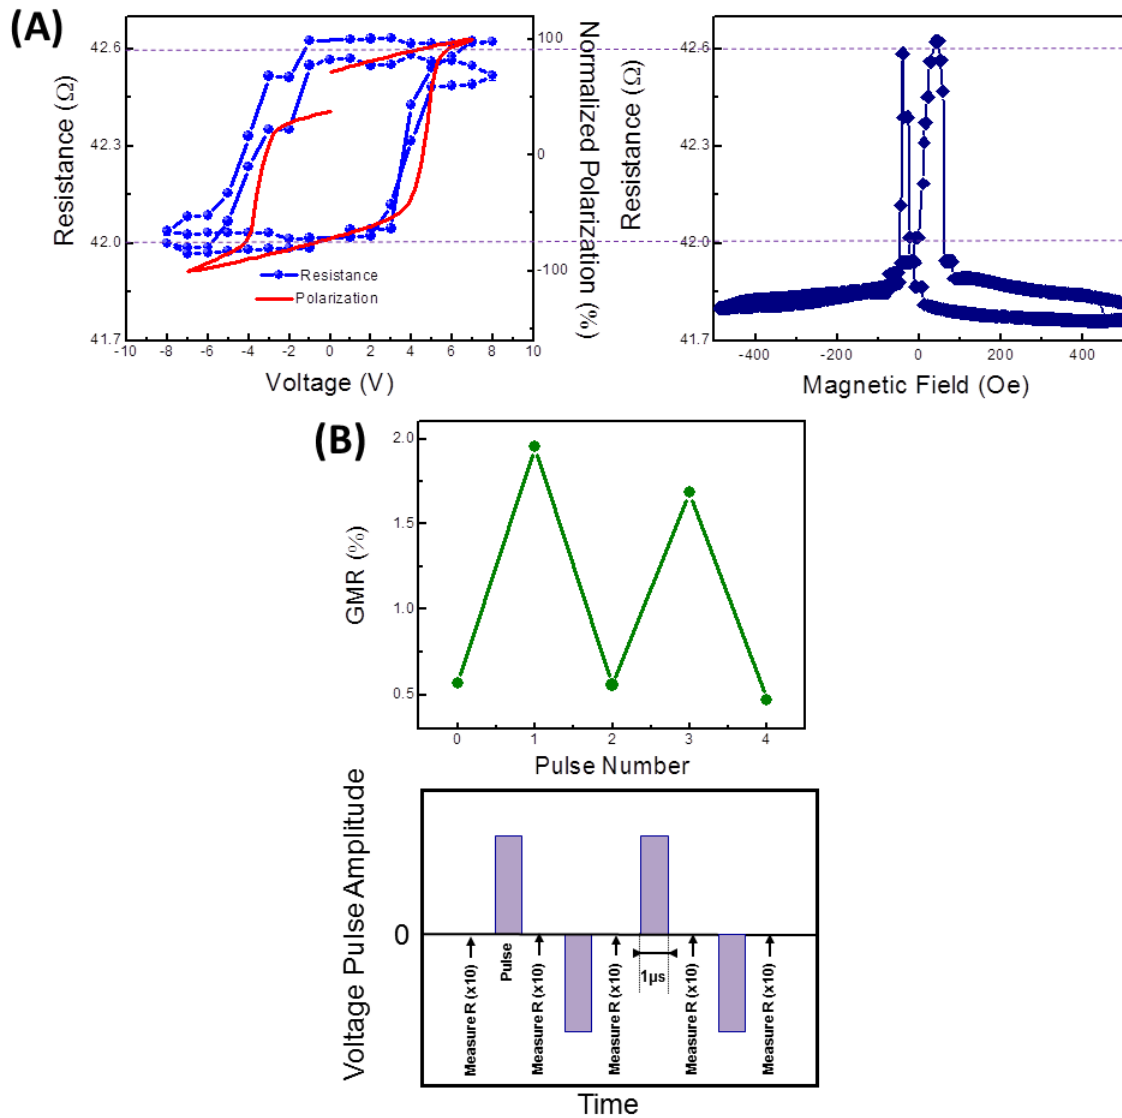 (A)
42.6
42.3
42.0
41.7
Resistance (Ω)
100
0
-100
Normalized Polarization (%)
Resistance
Polarization
-10 -8 -6 -4 -2 0 2 4 6 8 10
Voltage (V)
42.6
42.3
42.0
41.7
Resistance (Ω)
-400 -200 0 200 400
Magnetic Field (Oe)
(B)
2.0
1.5
1.0
0.5
GMR (%)
0 1 2 3 4
Pulse Number
Voltage Pulse Amplitude
0
Measure R (x10)
Pulse
Measure R (x10)
Measure R (x10)
1µs
Measure R (x10)
Measure R (x10)
Time